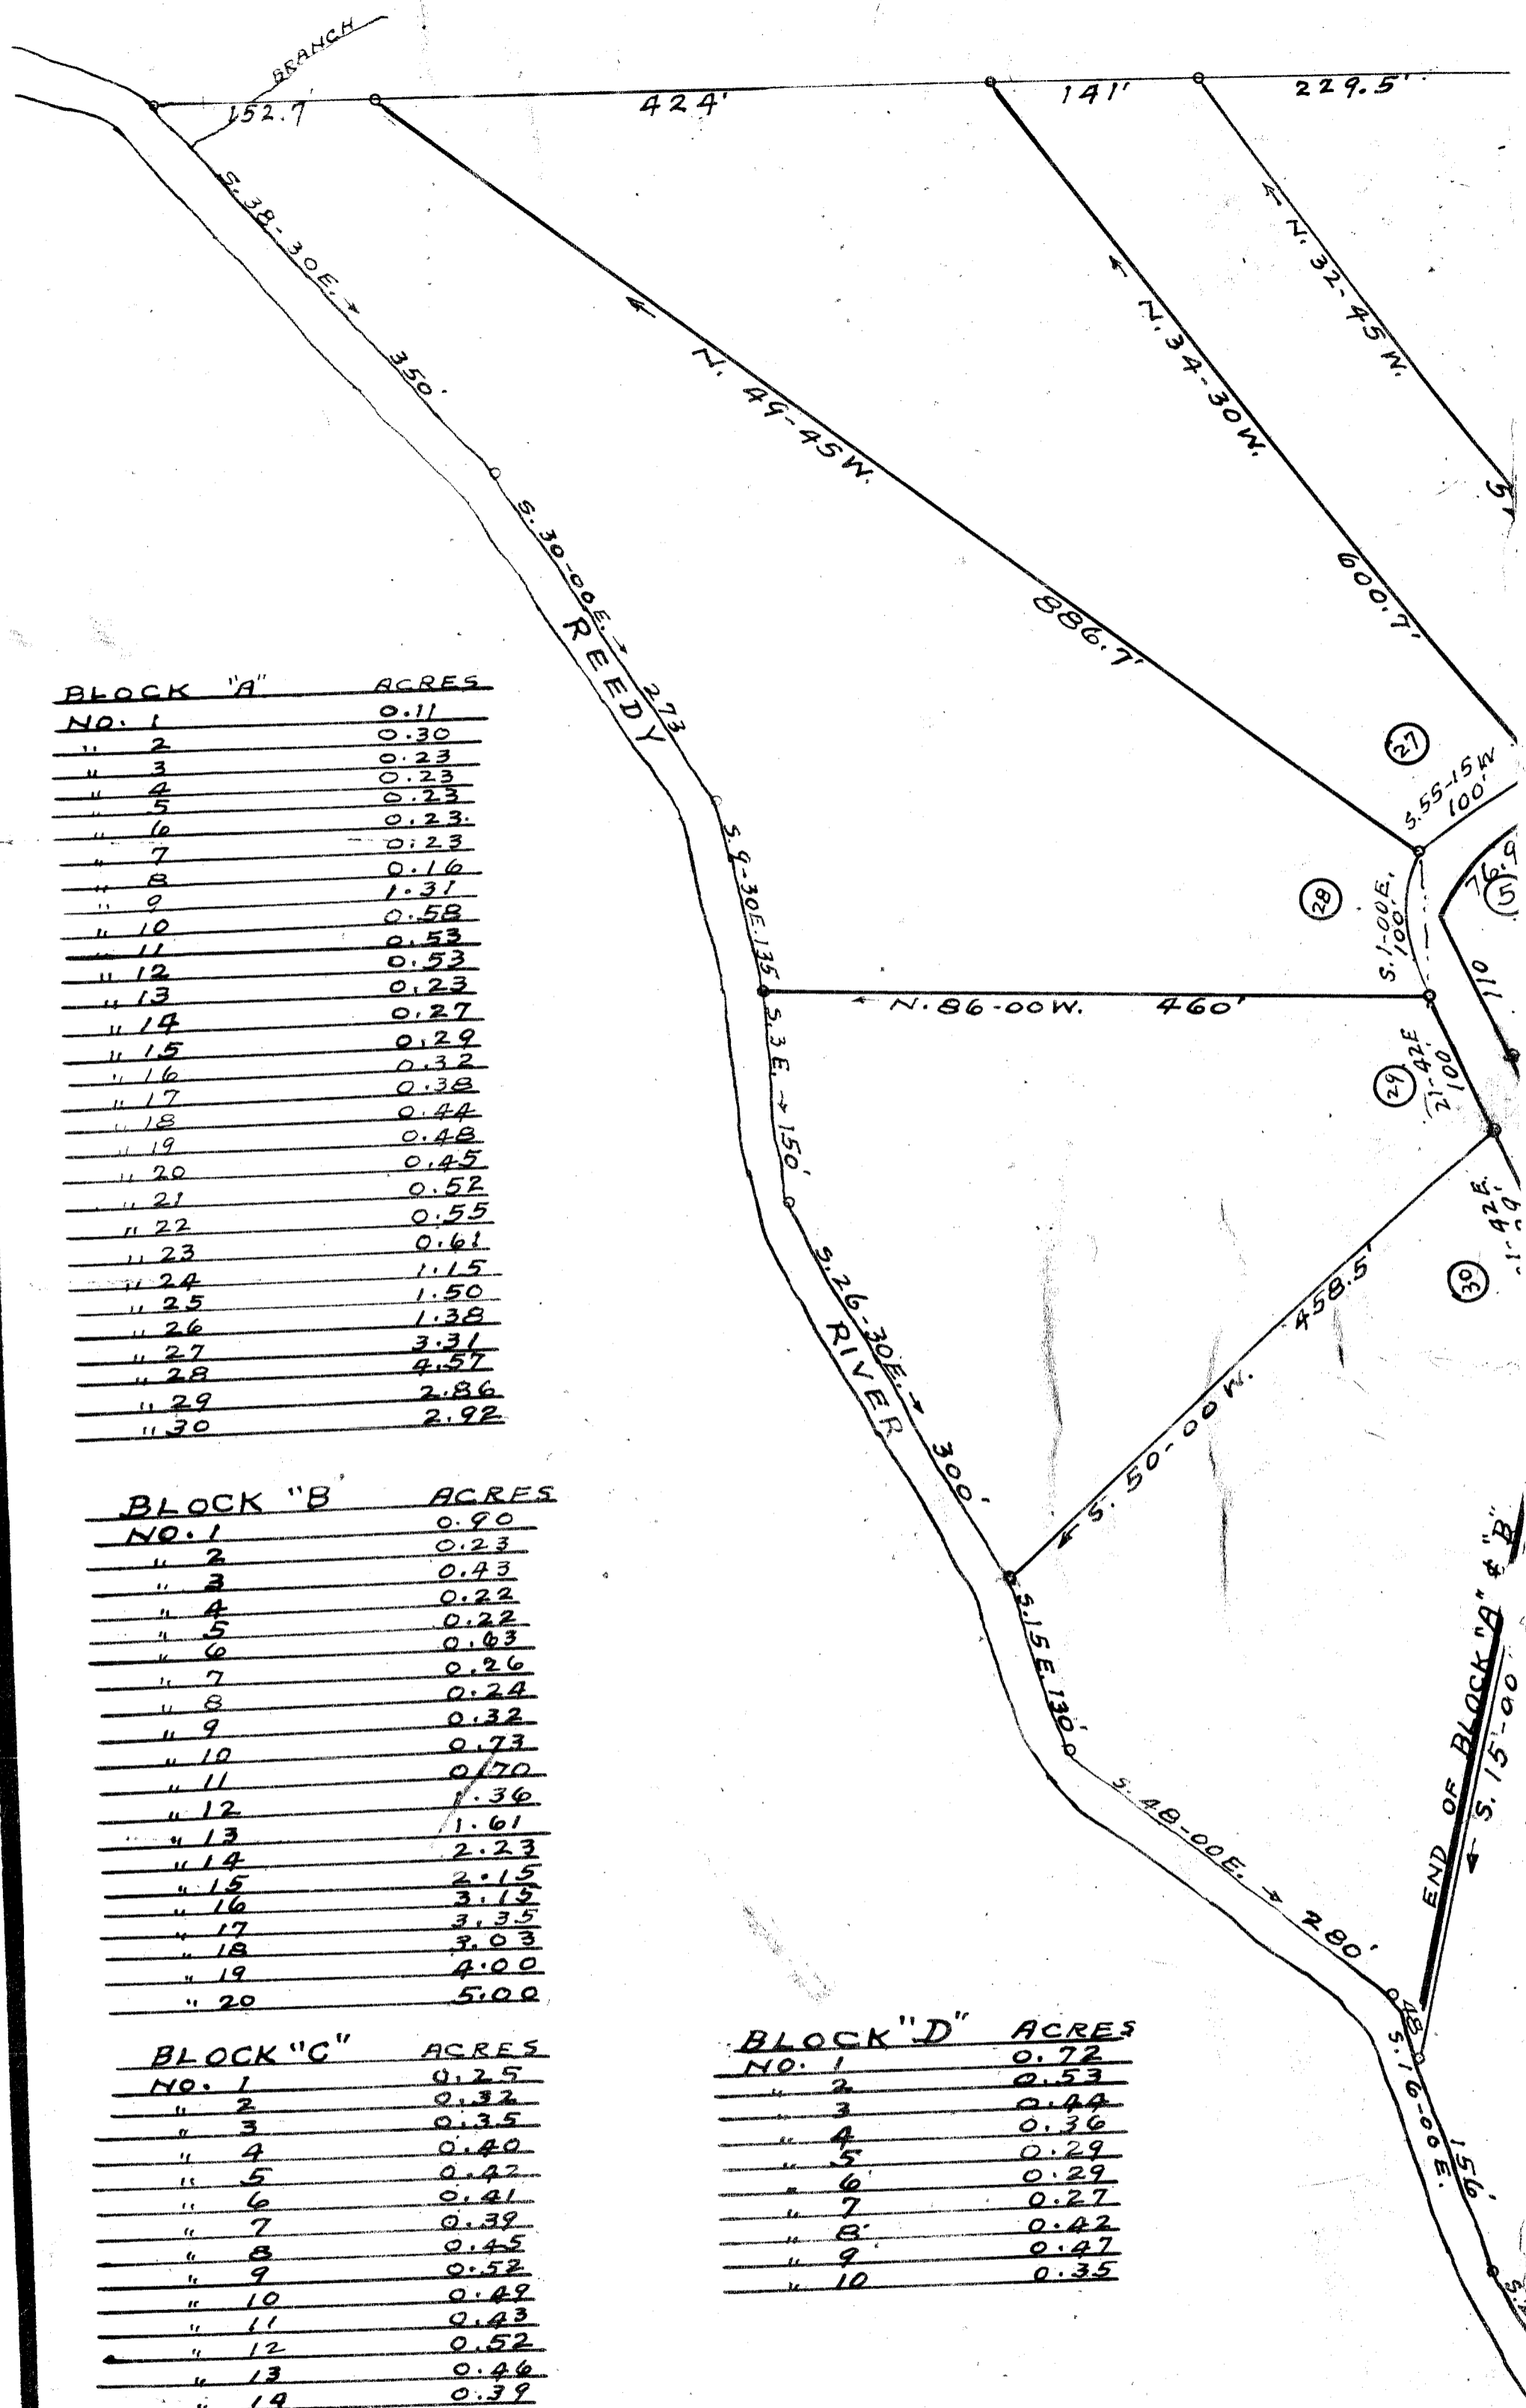 BRANCH
152.7
424'
141'
229.5'
S. 38-30E. → 350'
← N. 49-45W. 886.7'
← N. 34-30W. 600.7'
← N. 32-45W.
S. 30-00E. → 273
REEDY
27
S. 55-15W
100'
S. 9-30E. 135
28
S. 1-00E.
100'
76.9
5
110
← N. 86-00W. 460'
S. 3E. → 150'
29
21-42E
100'
S. 26-30E. → 300'
RIVER
458.5'
← S. 50-00W.
30
S. 15E. 130'
S. 48-00E. → 280'
END OF BLOCK "A" & "B"
← S. 15-00
48
S. 16-00E.
156'
BLOCK "A" ACRES
NO. 1 0.11
" 2 0.30
" 3 0.23
" 4 0.23
" 5 0.23
" 6 0.23.
" 7 0.23
" 8 0.16
" 9 1.31
" 10 0.58
" 11 0.53
" 12 0.53
" 13 0.23
" 14 0.27
" 15 0.29
" 16 0.32
" 17 0.38
" 18 0.44
" 19 0.48
" 20 0.45
" 21 0.52
" 22 0.55
" 23 0.61
" 24 1.15
" 25 1.50
" 26 1.38
" 27 3.31
" 28 4.57
" 29 2.86
" 30 2.92
BLOCK "B ACRES
NO. 1 0.90
" 2 0.23
" 3 0.43
" 4 0.22
" 5 0.22
" 6 0.63
" 7 0.26
" 8 0.24
" 9 0.32
" 10 0.73
" 11 0.70
" 12 1.36
" 13 1.61
" 14 2.23
" 15 2.15
" 16 3.15
" 17 3.35
" 18 3.03
" 19 4.00
" 20 5.00
BLOCK "C" ACRES
NO. 1 0.25
" 2 0.32
" 3 0.35
" 4 0.40
" 5 0.42
" 6 0.41
" 7 0.39
" 8 0.45
" 9 0.52
" 10 0.49
" 11 0.43
" 12 0.52
" 13 0.46
" 14 0.39
BLOCK "D" ACRES
NO. 1 0.72
" 2 0.53
" 3 0.44
" 4 0.36
" 5 0.29
" 6 0.29
" 7 0.27
" 8 0.42
" 9 0.47
" 10 0.35